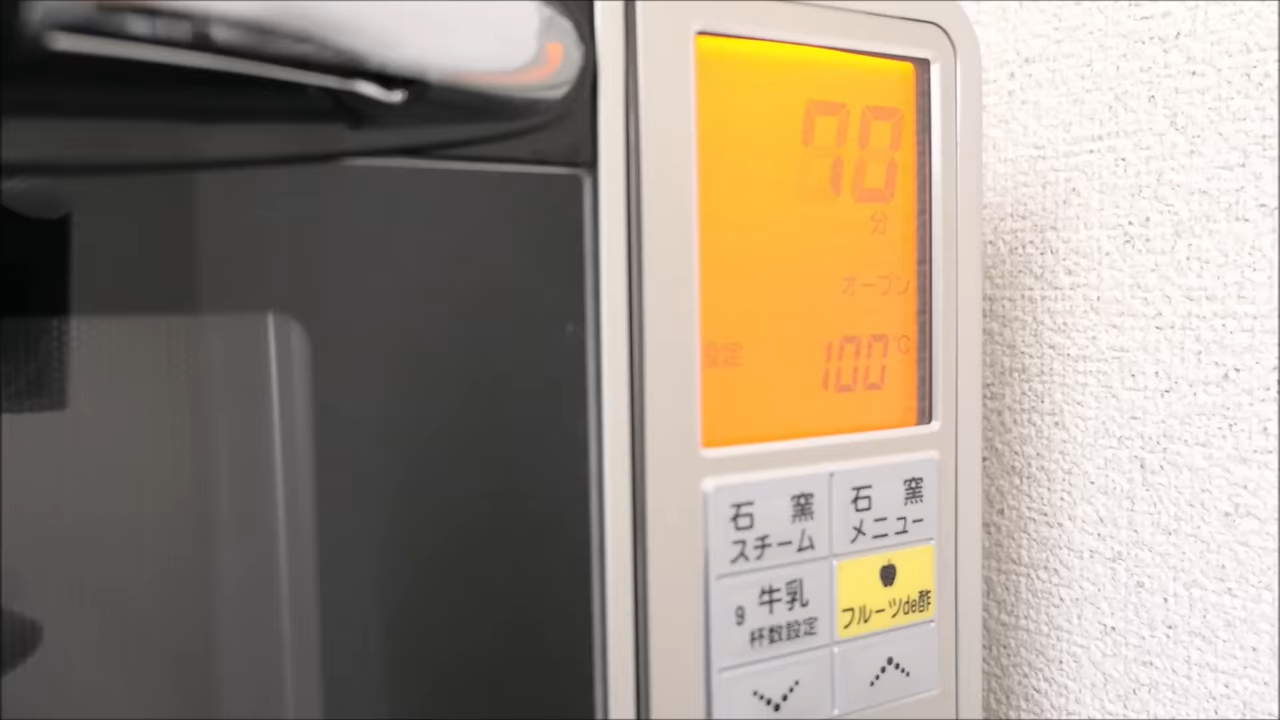 70
分
オーブン
設定 100℃
石窯 石窯
スチーム メニュー
9 牛乳
杯数設定
フルーツde酢